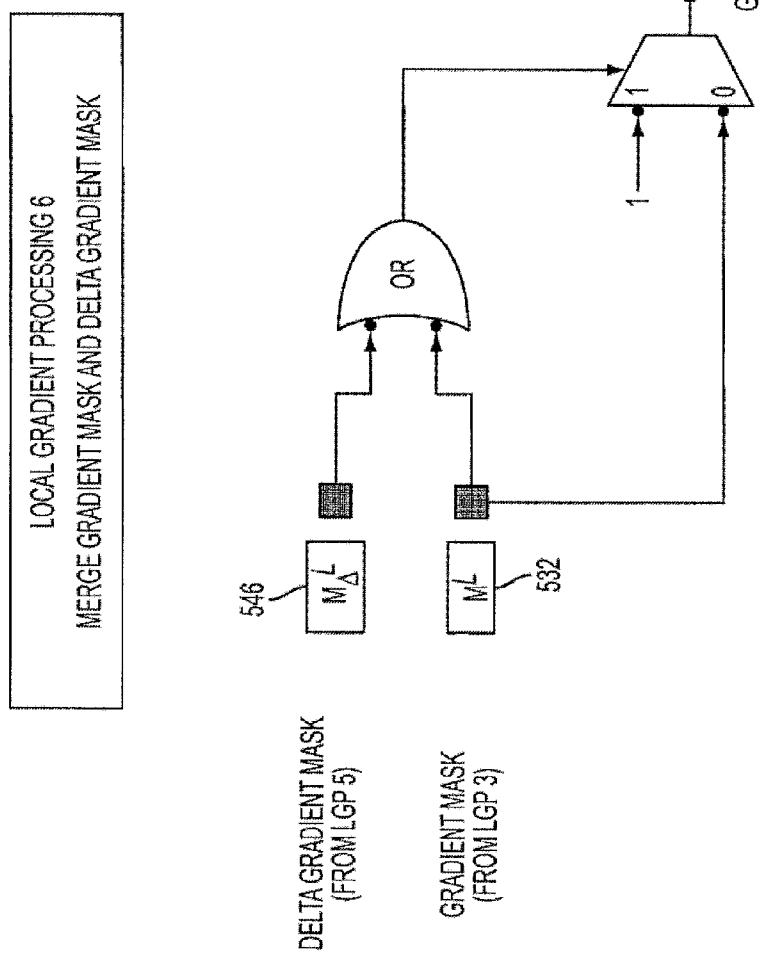 LOCAL GRADIENT PROCESSING 6
MERGE GRADIENT MASK AND DELTA GRADIENT MASK
546
DELTA GRADIENT MASK
(FROM LGP 5)
M_Δ^L
GRADIENT MASK
(FROM LGP 3)
M^L
532
OR
1
1
0